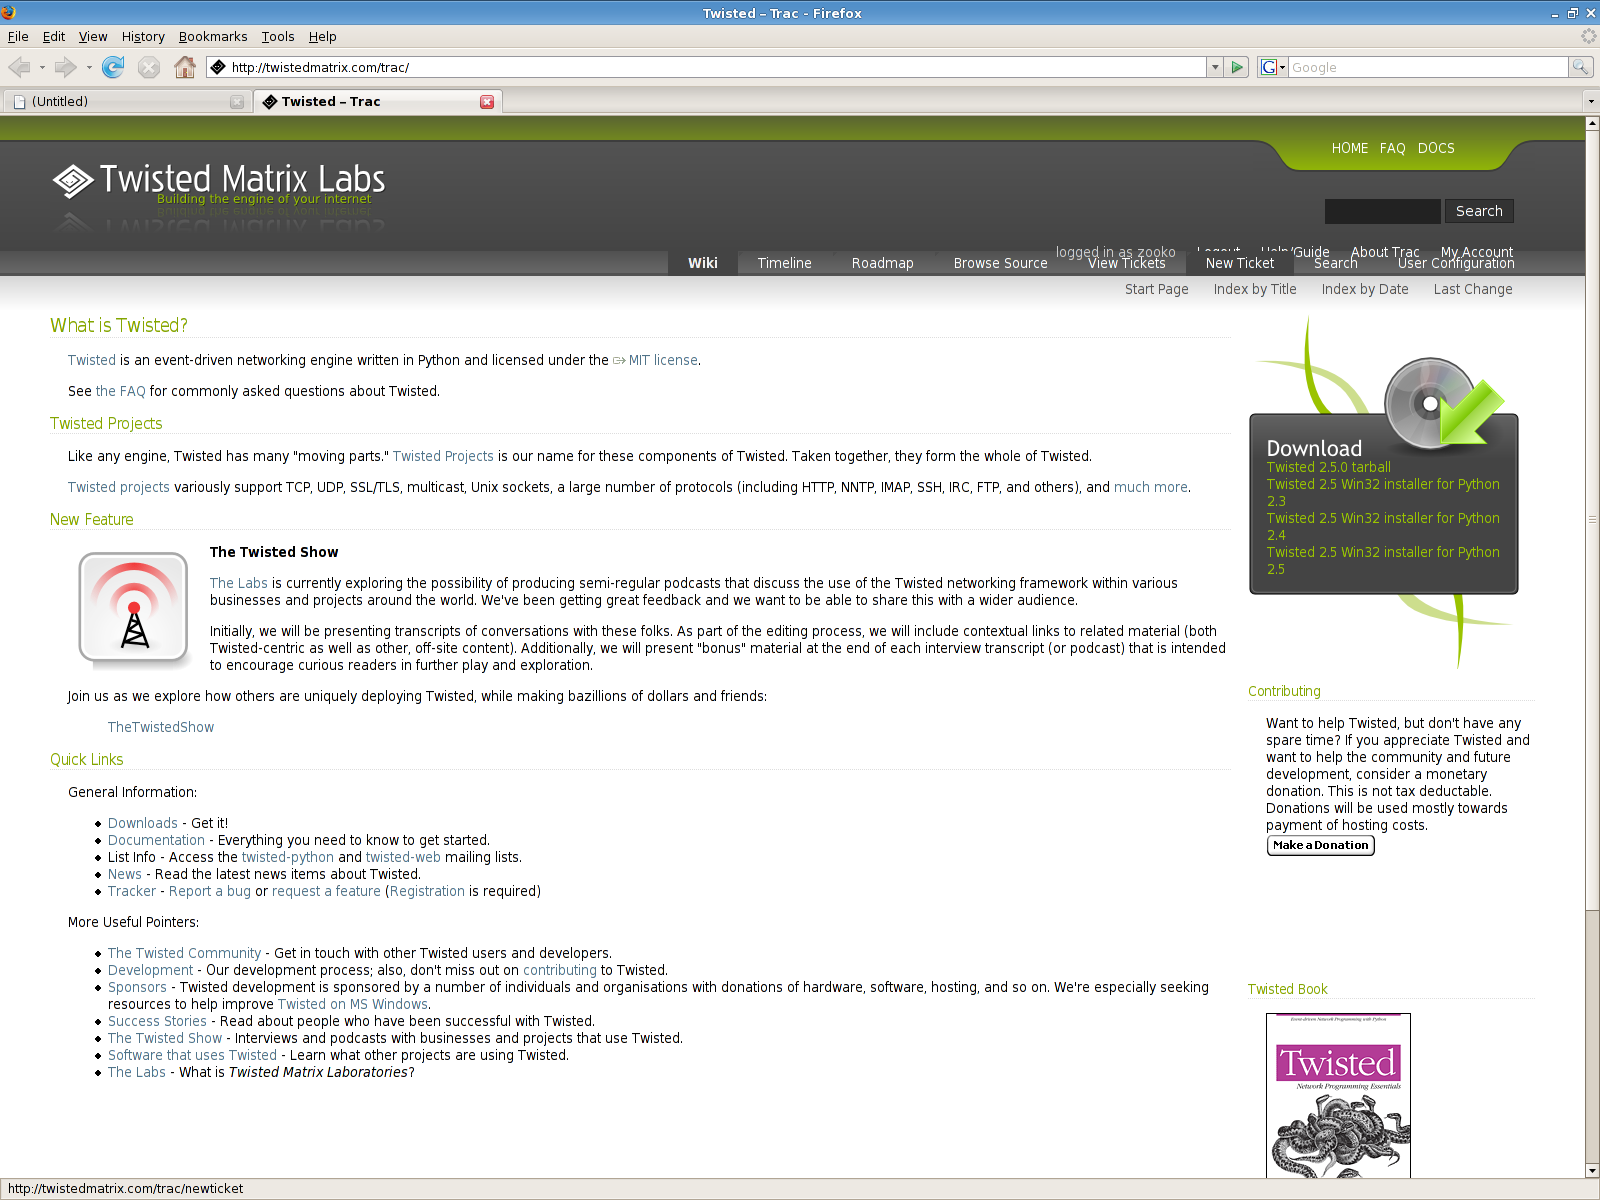 Twisted – Trac - Firefox
File Edit View History Bookmarks Tools Help
http://twistedmatrix.com/trac/
G Google
(Untitled)
Twisted – Trac
HOME FAQ DOCS
Twisted Matrix Labs
Building the engine of your internet
Search
logged in as zooko Logout Help/Guide About Trac My Account
Wiki Timeline Roadmap Browse Source View Tickets New Ticket Search User Configuration
Start Page Index by Title Index by Date Last Change
What is Twisted?
Twisted is an event-driven networking engine written in Python and licensed under the MIT license.
See the FAQ for commonly asked questions about Twisted.
Twisted Projects
Like any engine, Twisted has many "moving parts." Twisted Projects is our name for these components of Twisted. Taken together, they form the whole of Twisted.
Twisted projects variously support TCP, UDP, SSL/TLS, multicast, Unix sockets, a large number of protocols (including HTTP, NNTP, IMAP, SSH, IRC, FTP, and others), and much more.
New Feature
The Twisted Show
The Labs is currently exploring the possibility of producing semi-regular podcasts that discuss the use of the Twisted networking framework within various
businesses and projects around the world. We've been getting great feedback and we want to be able to share this with a wider audience.
Initially, we will be presenting transcripts of conversations with these folks. As part of the editing process, we will include contextual links to related material (both
Twisted-centric as well as other, off-site content). Additionally, we will present "bonus" material at the end of each interview transcript (or podcast) that is intended
to encourage curious readers in further play and exploration.
Join us as we explore how others are uniquely deploying Twisted, while making bazillions of dollars and friends:
TheTwistedShow
Quick Links
General Information:
Downloads - Get it!
Documentation - Everything you need to know to get started.
List Info - Access the twisted-python and twisted-web mailing lists.
News - Read the latest news items about Twisted.
Tracker - Report a bug or request a feature (Registration is required)
More Useful Pointers:
The Twisted Community - Get in touch with other Twisted users and developers.
Development - Our development process; also, don't miss out on contributing to Twisted.
Sponsors - Twisted development is sponsored by a number of individuals and organisations with donations of hardware, software, hosting, and so on. We're especially seeking
resources to help improve Twisted on MS Windows.
Success Stories - Read about people who have been successful with Twisted.
The Twisted Show - Interviews and podcasts with businesses and projects that use Twisted.
Software that uses Twisted - Learn what other projects are using Twisted.
The Labs - What is Twisted Matrix Laboratories?
Download
Twisted 2.5.0 tarball
Twisted 2.5 Win32 installer for Python
2.3
Twisted 2.5 Win32 installer for Python
2.4
Twisted 2.5 Win32 installer for Python
2.5
Contributing
Want to help Twisted, but don't have any
spare time? If you appreciate Twisted and
want to help the community and future
development, consider a monetary
donation. This is not tax deductable.
Donations will be used mostly towards
payment of hosting costs.
Make a Donation
Twisted Book
Event-driven Network Programming with Python
Twisted
Network Programming Essentials
http://twistedmatrix.com/trac/newticket